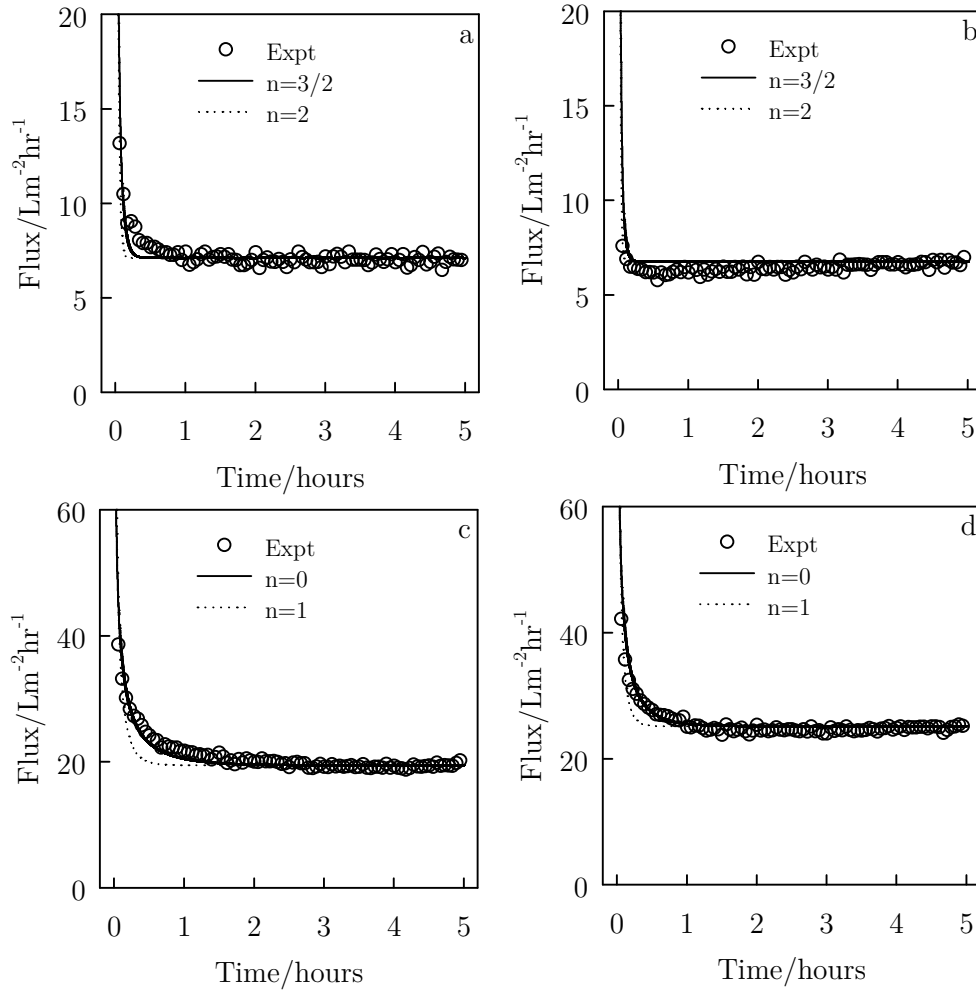 a
Expt
n=3/2
n=2
20
15
10
5
0
Flux/Lm⁻²hr⁻¹
0 1 2 3 4 5
Time/hours
b
Expt
n=3/2
n=2
20
15
10
5
0
Flux/Lm⁻²hr⁻¹
0 1 2 3 4 5
Time/hours
c
Expt
n=0
n=1
60
40
20
0
Flux/Lm⁻²hr⁻¹
0 1 2 3 4 5
Time/hours
d
Expt
n=0
n=1
60
40
20
0
Flux/Lm⁻²hr⁻¹
0 1 2 3 4 5
Time/hours